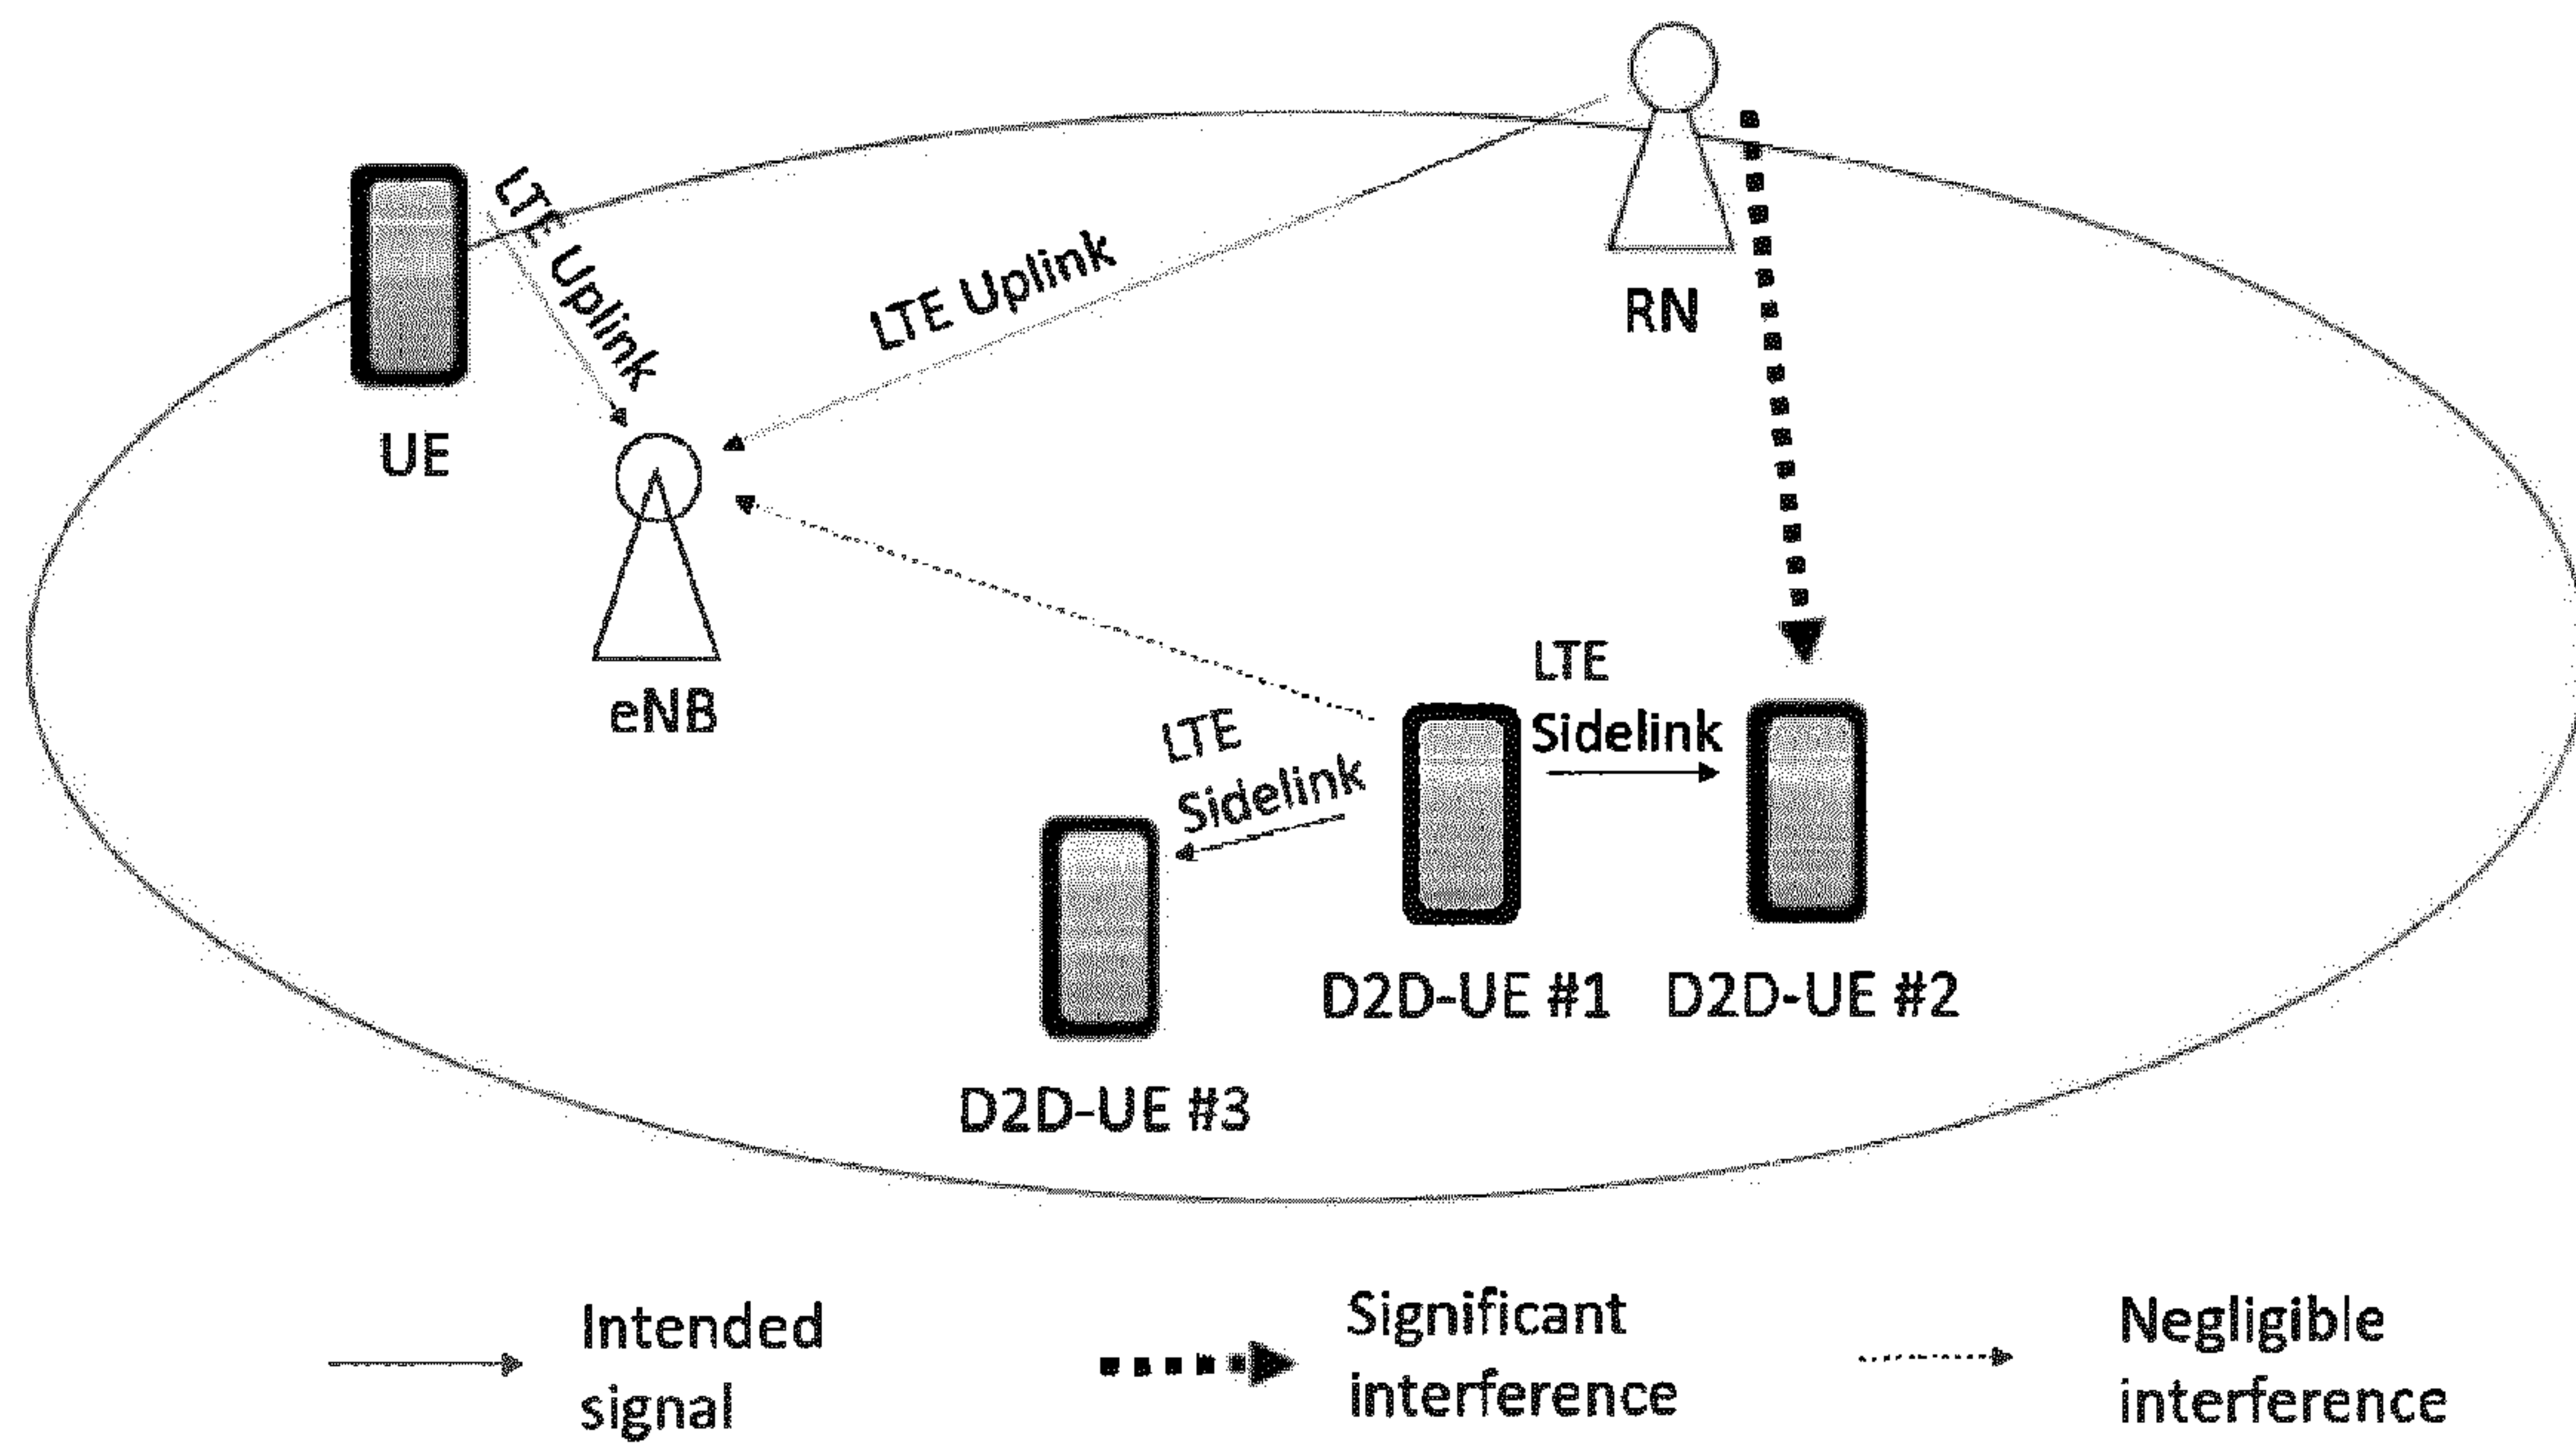 LTE Uplink
LTE Uplink
RN
UE
eNB
LTE
Sidelink
LTE
Sidelink
D2D-UE #1
D2D-UE #2
D2D-UE #3
Intended
signal
Significant
interference
Negligible
interference